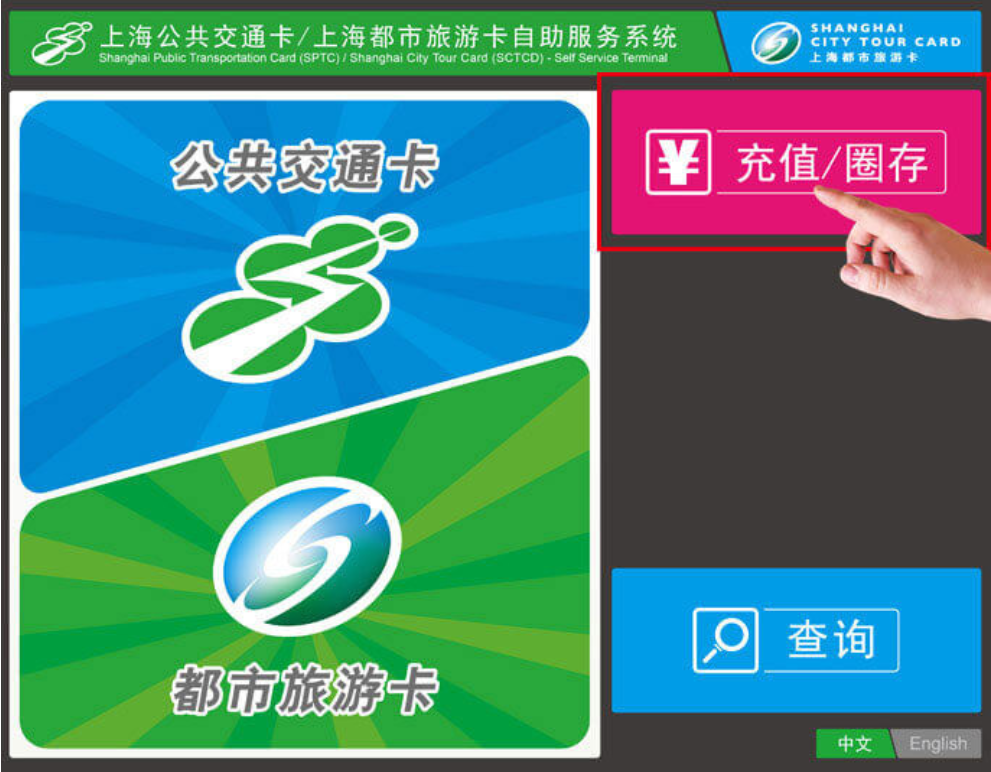 上海公共交通卡/上海都市旅游卡自助服务系统
Shanghai Public Transportation Card (SPTC) / Shanghai City Tour Card (SCTCD) - Self Service Terminal
SHANGHAI
CITY TOUR CARD
上海都市旅游卡
公共交通卡
¥ 充值/圈存
都市旅游卡
查询
中文 English